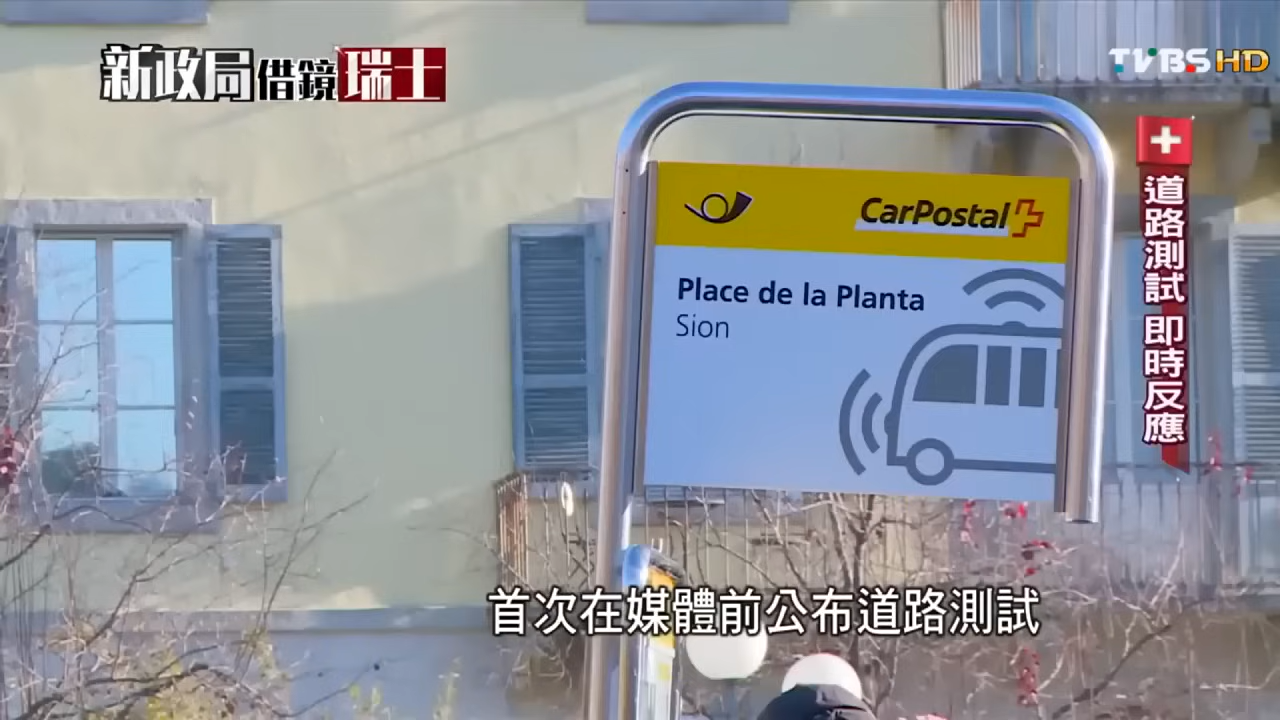 新政局借鏡瑞士
TVBS HD
CarPostal
Place de la Planta
Sion
道路測試 即時反應
首次在媒體前公布道路測試